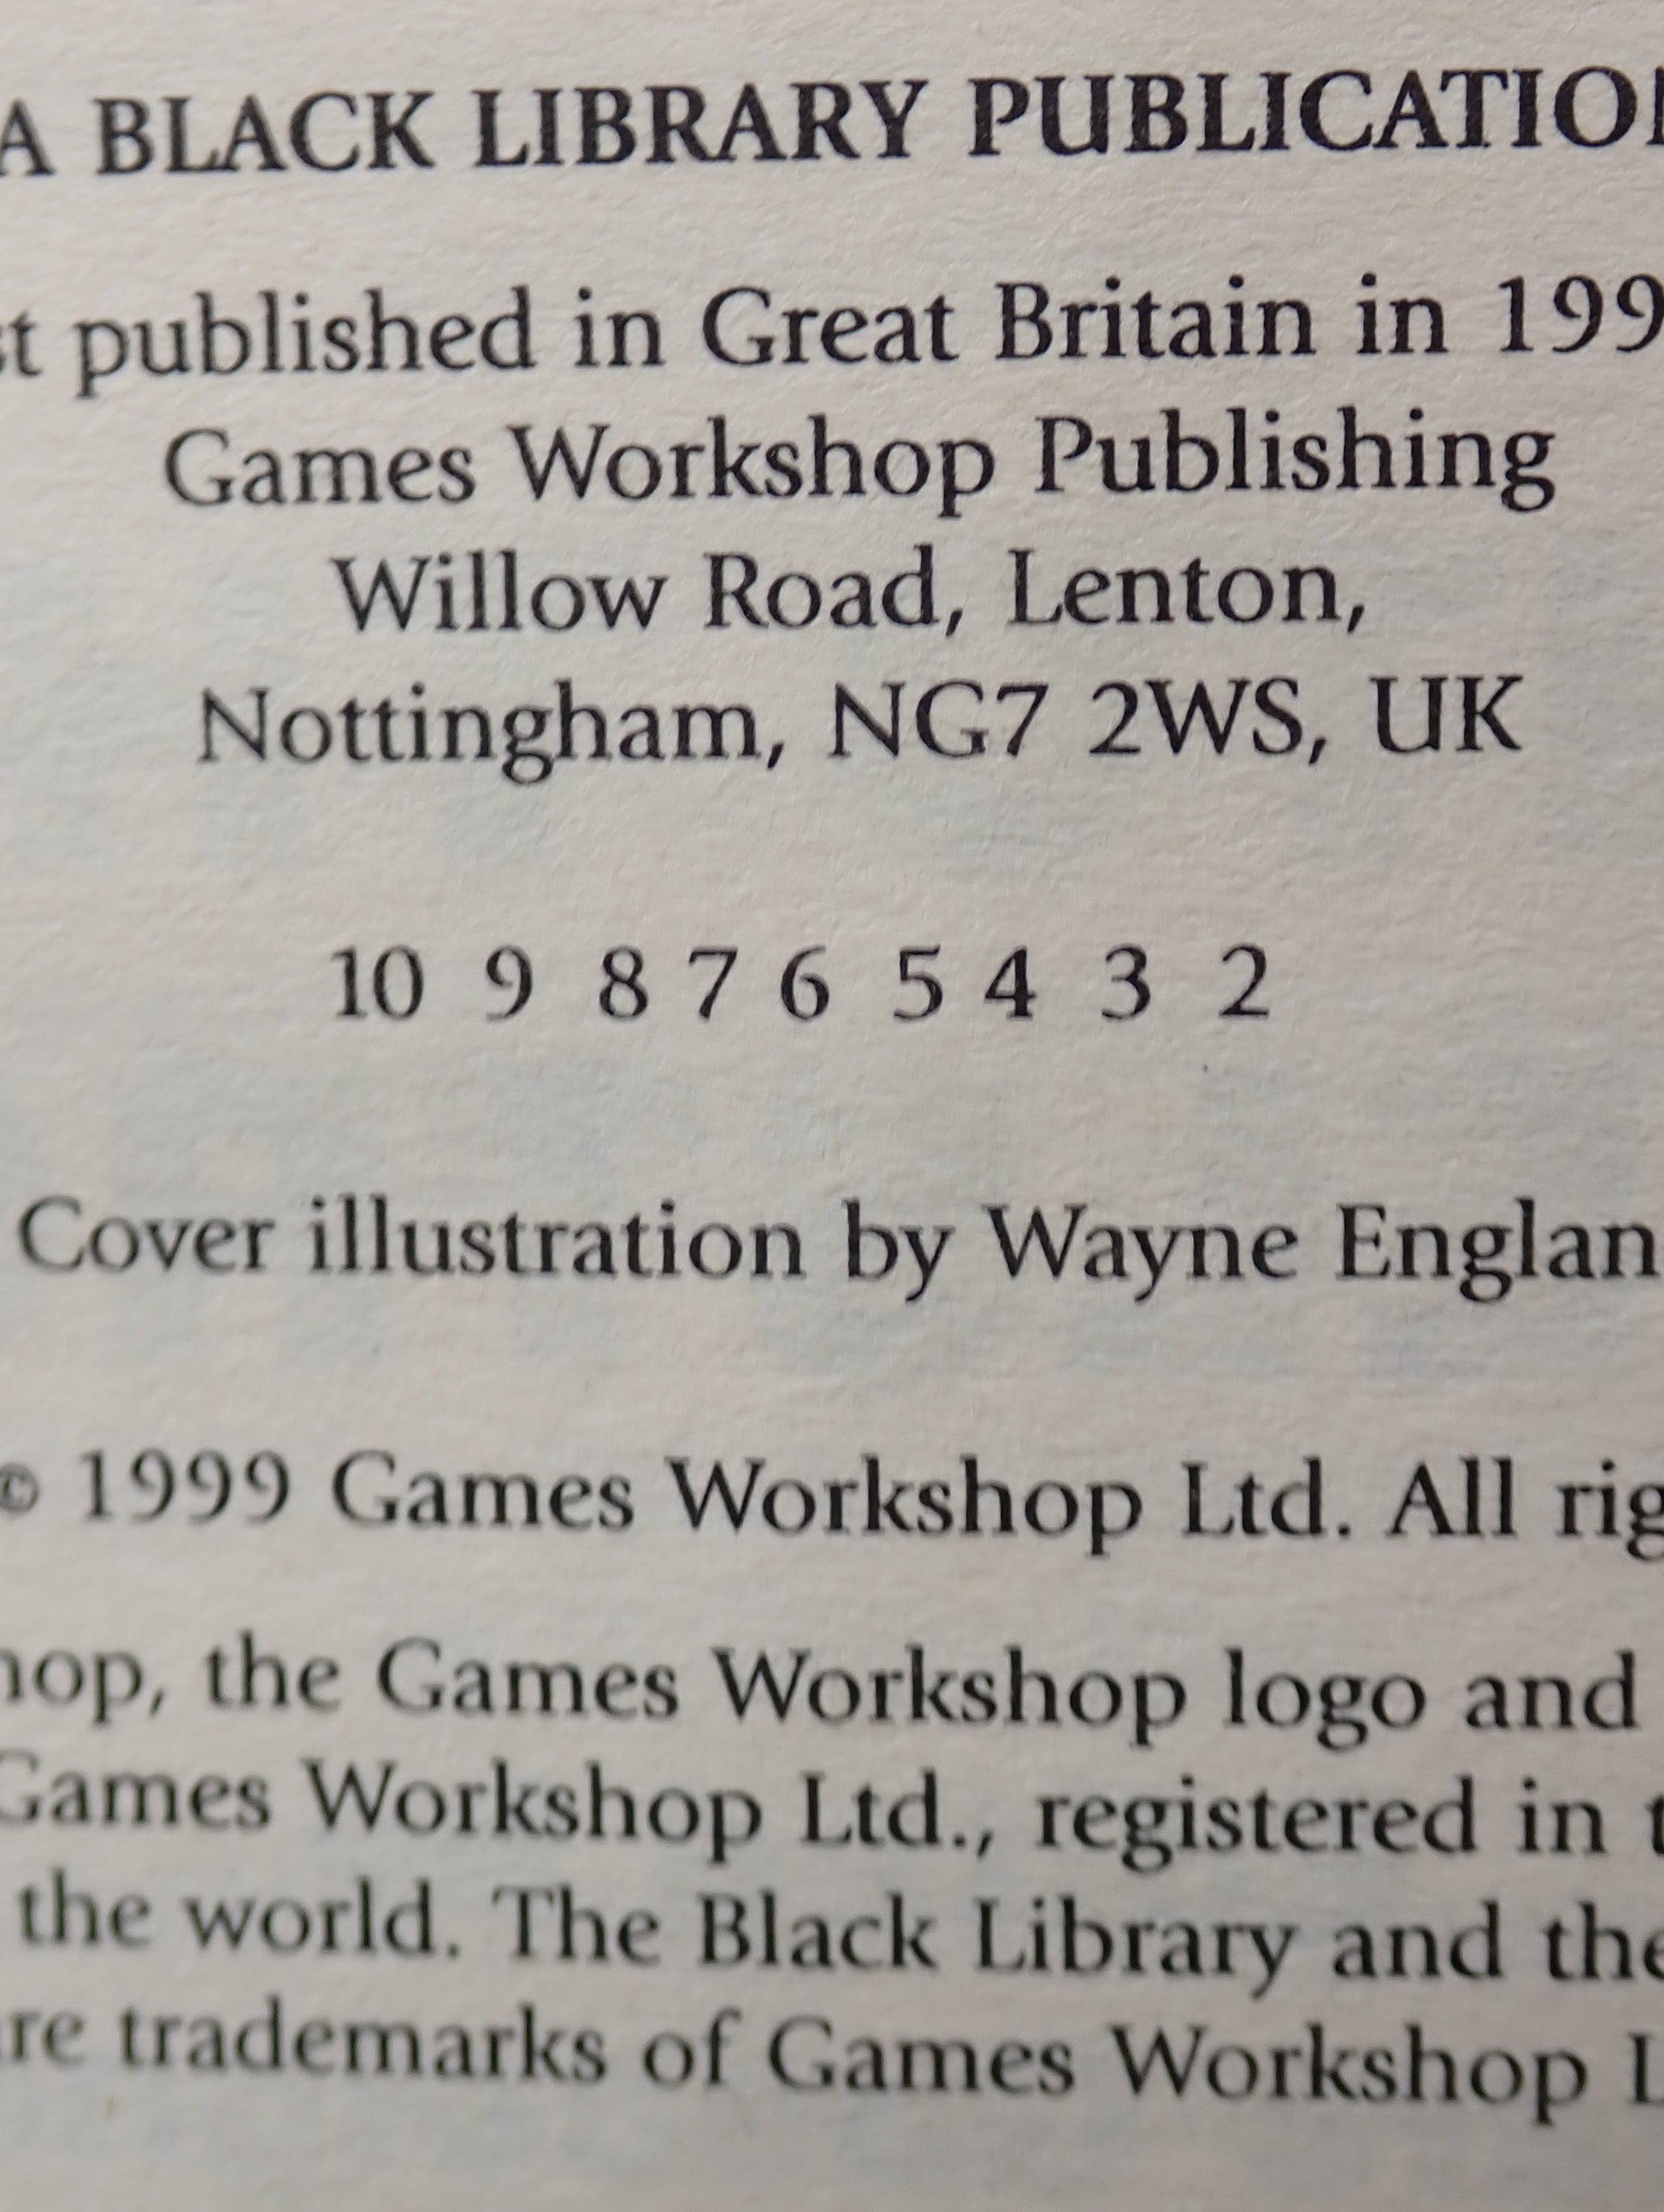 A BLACK LIBRARY PUBLICATION
st published in Great Britain in 199
Games Workshop Publishing
Willow Road, Lenton,
Nottingham, NG7 2WS, UK
10 9 8 7 6 5 4 3 2
Cover illustration by Wayne Englan
© 1999 Games Workshop Ltd. All rig
hop, the Games Workshop logo and
Games Workshop Ltd., registered in t
the world. The Black Library and the
re trademarks of Games Workshop L